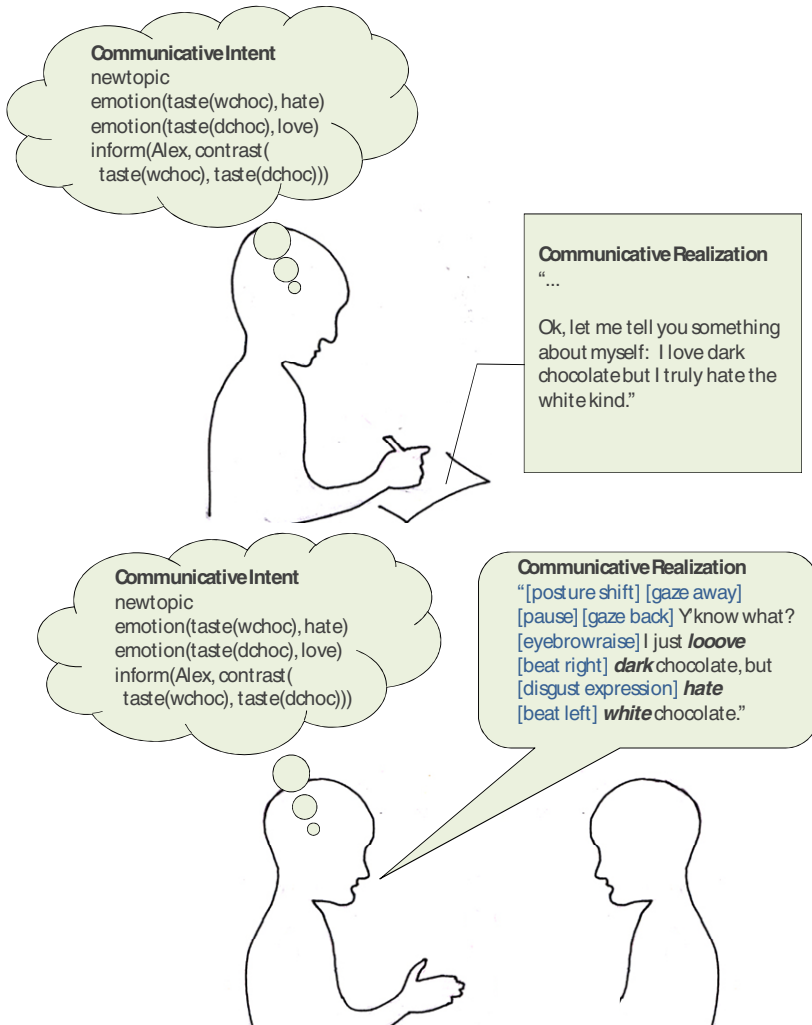 Communicative Intent
newtopic
emotion(taste(wchoc), hate)
emotion(taste(dchoc), love)
inform(Alex, contrast(
taste(wchoc), taste(dchoc)))
Communicative Realization
“...
Ok, let me tell you something
about myself: I love dark
chocolate but I truly hate the
white kind.”
Communicative Intent
newtopic
emotion(taste(wchoc), hate)
emotion(taste(dchoc), love)
inform(Alex, contrast(
taste(wchoc), taste(dchoc)))
Communicative Realization
“[posture shift] [gaze away]
[pause] [gaze back] Y'know what?
[eyebrow raise] I just looove
[beat right] dark chocolate, but
[disgust expression] hate
[beat left] white chocolate.”